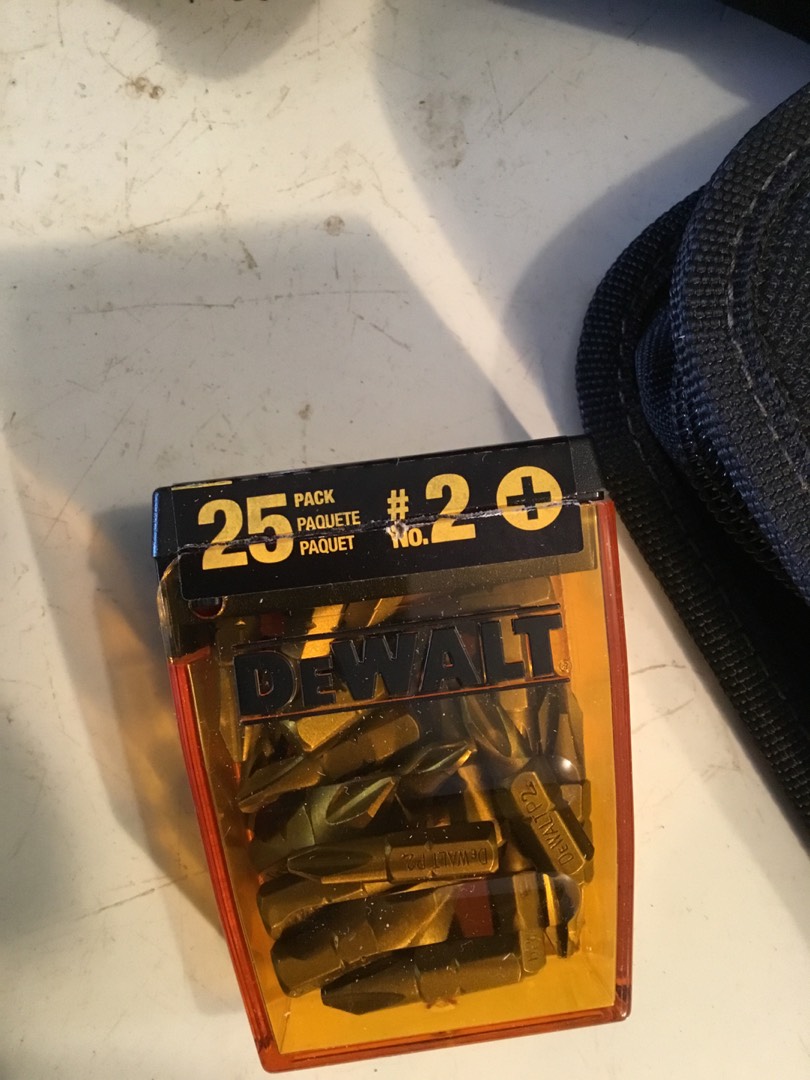 25 PACK # 2
PAQUETE No.
PAQUET
DEWALT®
DEWALT P2
DEWALT P2